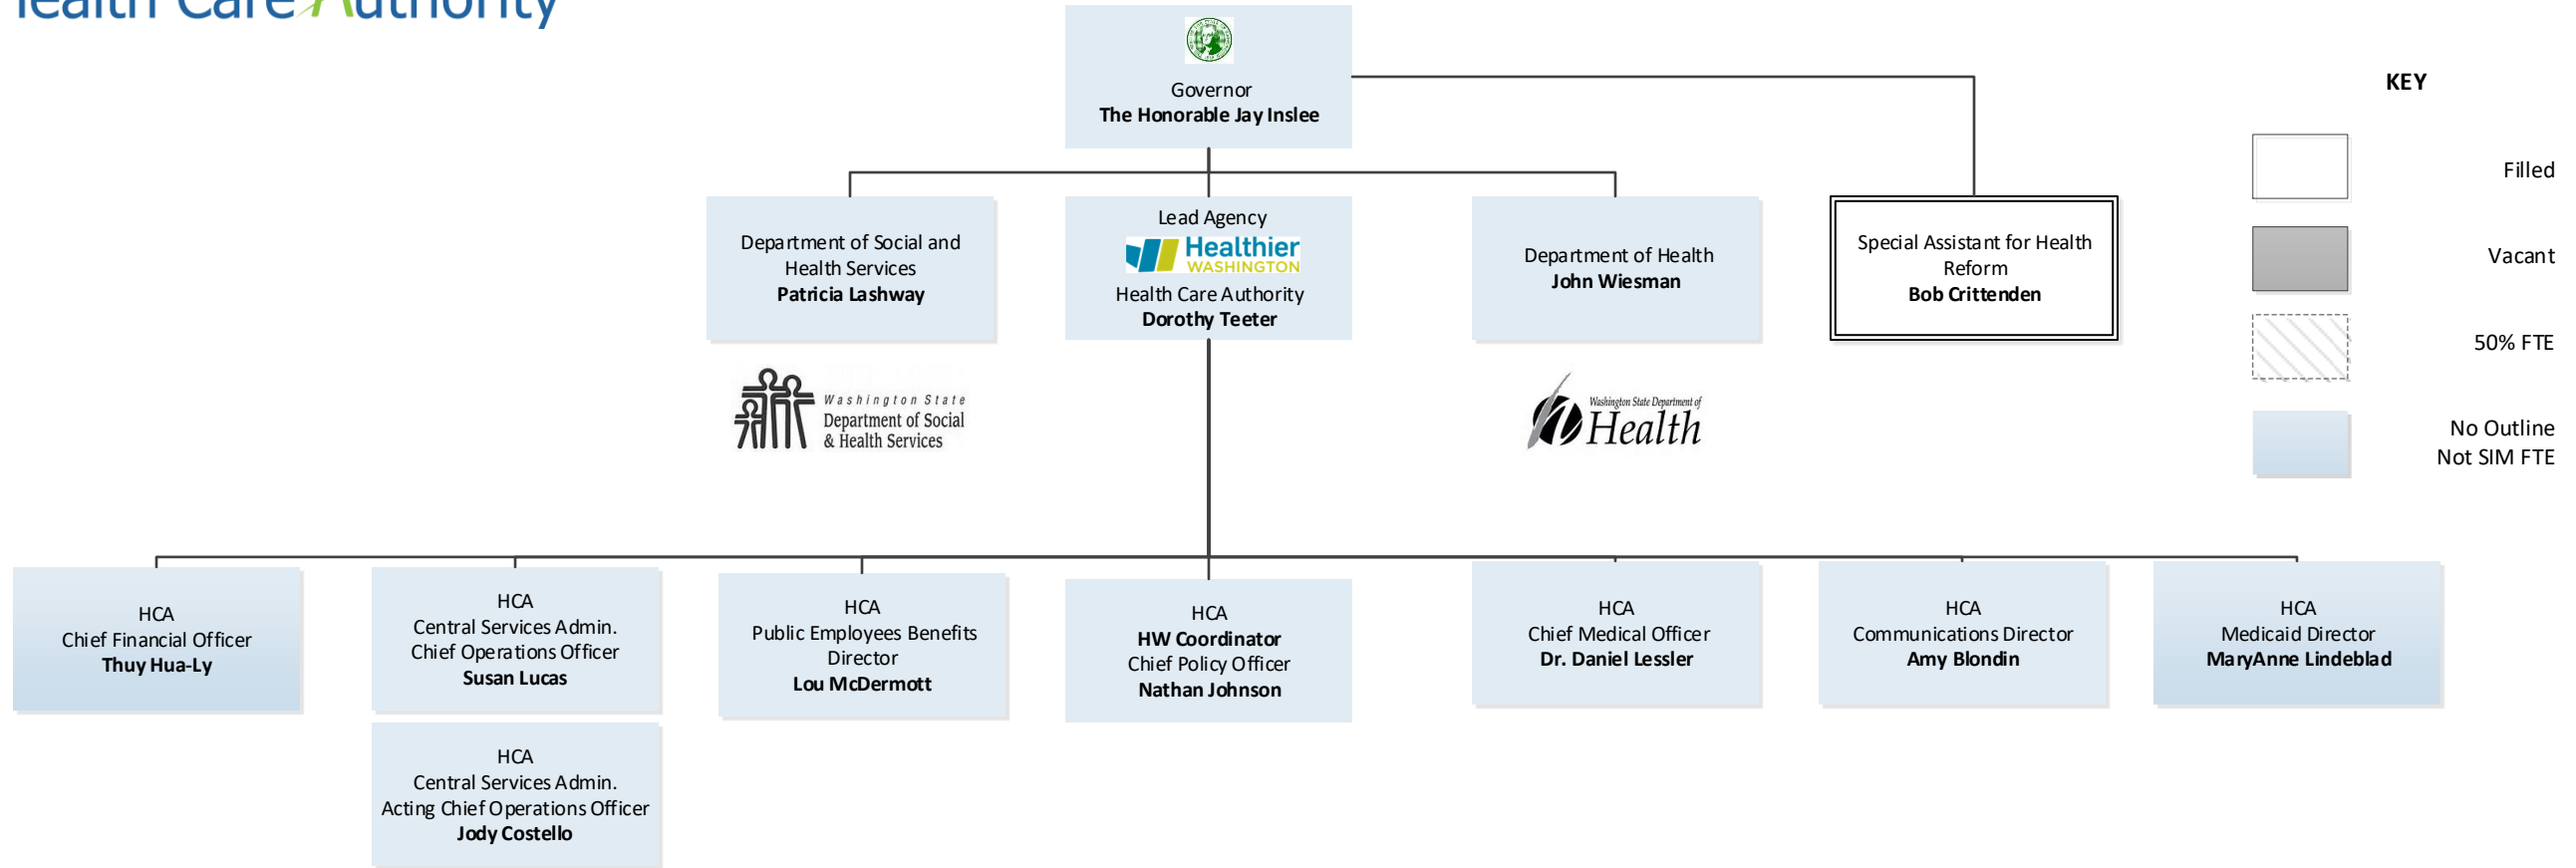 Health Care Authority
Governor
The Honorable Jay Inslee
KEY
Filled
Vacant
50% FTE
No Outline
Not SIM FTE
Department of Social and
Health Services
Patricia Lashway
Lead Agency
Healthier
WASHINGTON
Health Care Authority
Dorothy Teeter
Department of Health
John Wiesman
Special Assistant for Health
Reform
Bob Crittenden
Washington State
Department of Social
& Health Services
Washington State Department of
Health
HCA
Chief Financial Officer
Thuy Hua-Ly
HCA
Central Services Admin.
Chief Operations Officer
Susan Lucas
HCA
Public Employees Benefits
Director
Lou McDermott
HCA
HW Coordinator
Chief Policy Officer
Nathan Johnson
HCA
Chief Medical Officer
Dr. Daniel Lessler
HCA
Communications Director
Amy Blondin
HCA
Medicaid Director
MaryAnne Lindeblad
HCA
Central Services Admin.
Acting Chief Operations Officer
Jody Costello